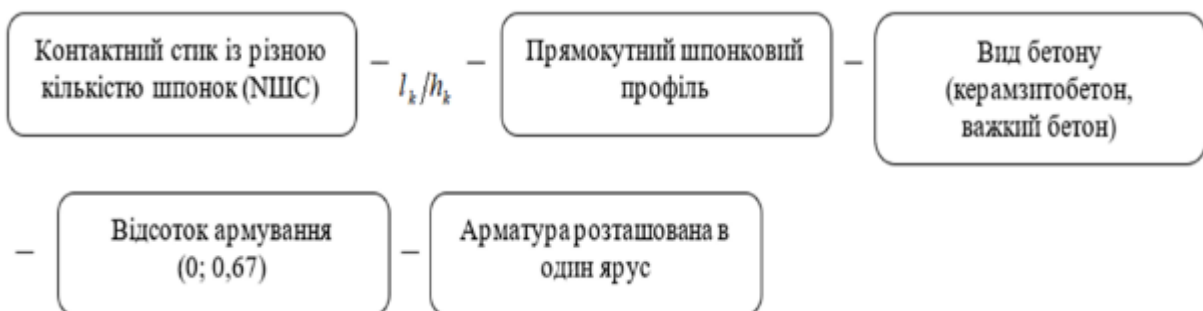 Контактний стик із різною
кількістю шпонок (NШС)
– l_k/h_k –
Прямокутний шпонковий
профіль
–
Вид бетону
(керамзитобетон,
важкий бетон)
–
Відсоток армування
(0; 0,67)
–
Арматура розташована в
один ярус